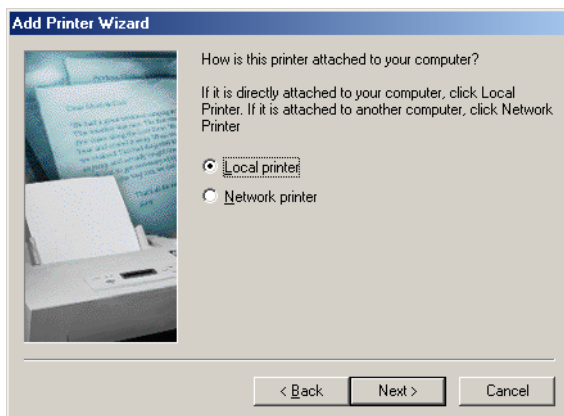 Add Printer Wizard
How is this printer attached to your computer?
If it is directly attached to your computer, click Local
Printer. If it is attached to another computer, click Network
Printer
Local printer
Network printer
< Back
Next >
Cancel